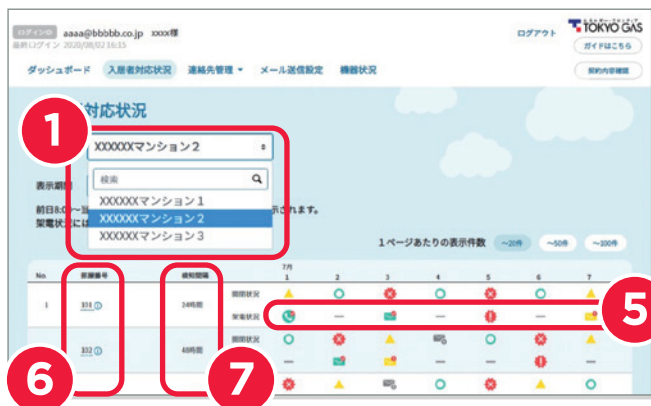 ログインID aaaa@bbbbb.co.jp xxxx様
最終ログイン 2020/08/02 16:15
ログアウト
TOKYO GAS
ガイドはこちら
ダッシュボード 入居者対応状況 連絡先管理 メール送信設定 機器状況
契約内容確認
対応状況
1
XXXXXXマンション2
表示期間
検索
XXXXXXマンション1
前日8:00~当
示されます。
XXXXXXマンション2
架電状況には
XXXXXXマンション3
1ページあたりの表示件数 ~20件 ~50件 ~100件
7月
No 部屋番号 検知間隔 1 2 3 4 5 6 7
開閉状況
1 331 24時間
架電状況 — — —
5
開閉状況
332 48時間
— — — —
6 7